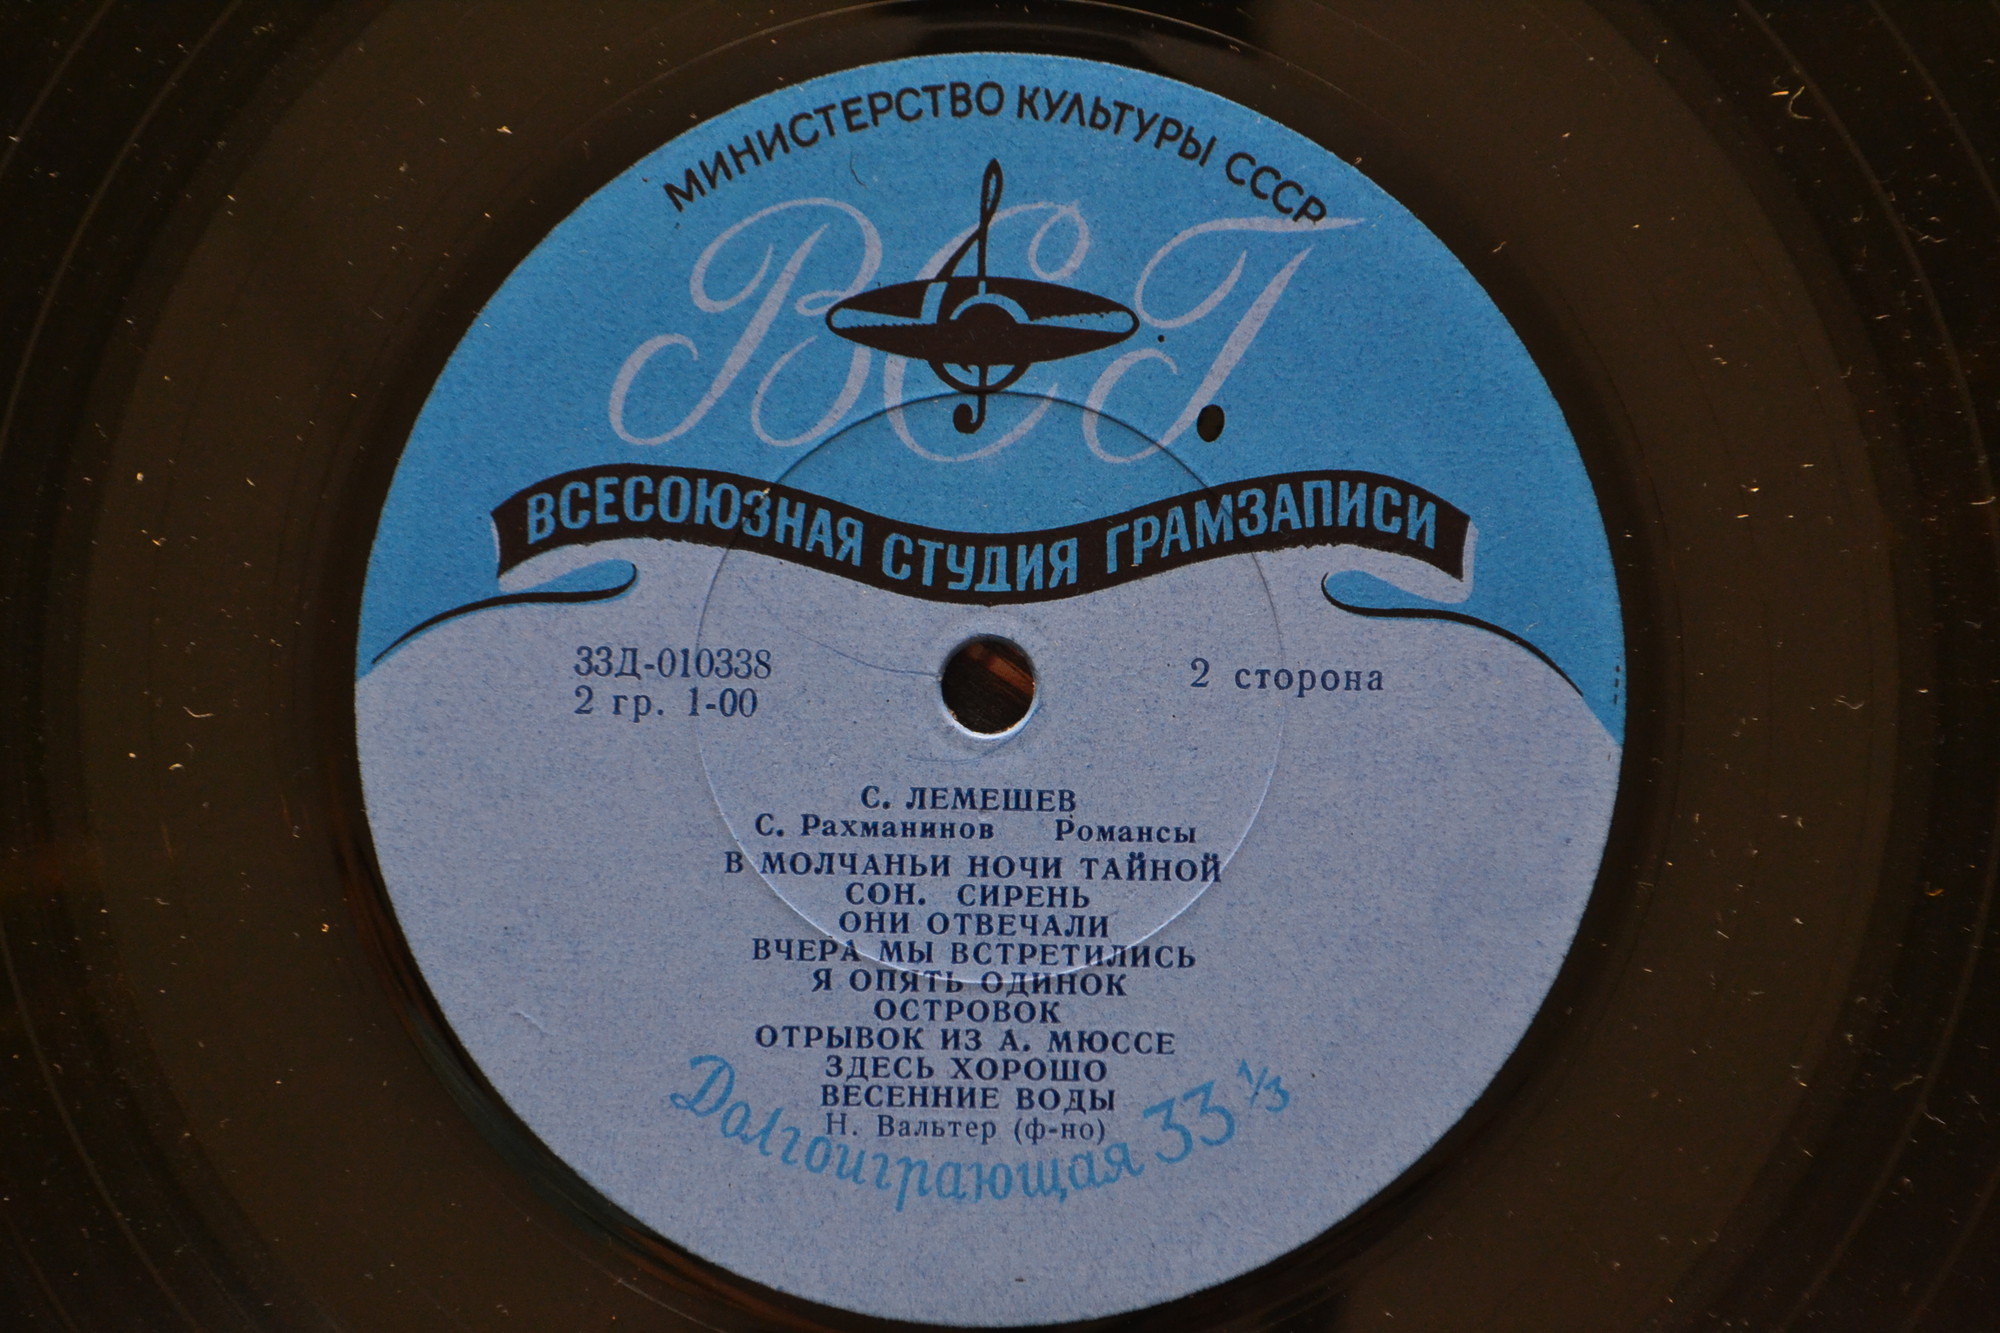 МИНИСТЕРСТВО КУЛЬТУРЫ СССР
ВСГ
ВСЕСОЮЗНАЯ СТУДИЯ ГРАМЗАПИСИ
33Д-010338
2 гр. 1-00
2 сторона
С. ЛЕМЕШЕВ
С. Рахманинов Романсы
В МОЛЧАНЬИ НОЧИ ТАЙНОЙ
СОН. СИРЕНЬ
ОНИ ОТВЕЧАЛИ
ВЧЕРА МЫ ВСТРЕТИЛИСЬ
Я ОПЯТЬ ОДИНОК
ОСТРОВОК
ОТРЫВОК ИЗ А. МЮССЕ
ЗДЕСЬ ХОРОШО
ВЕСЕННИЕ ВОДЫ
Н. Вальтер (ф-но)
Долгоиграющая 33 1/3